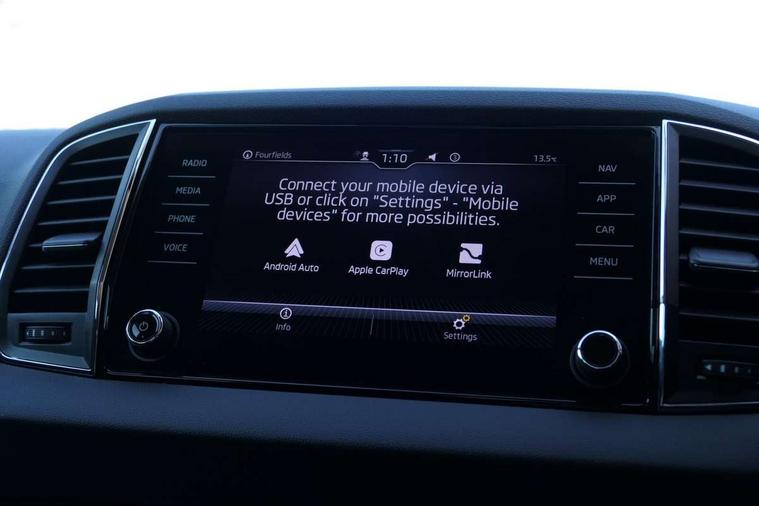 Fourfields 1:10 3 13.5°C
RADIO
MEDIA
PHONE
VOICE
Connect your mobile device via
USB or click on "Settings" - "Mobile
devices" for more possibilities.
Android Auto
Apple CarPlay
MirrorLink
Info
Settings
NAV
APP
CAR
MENU